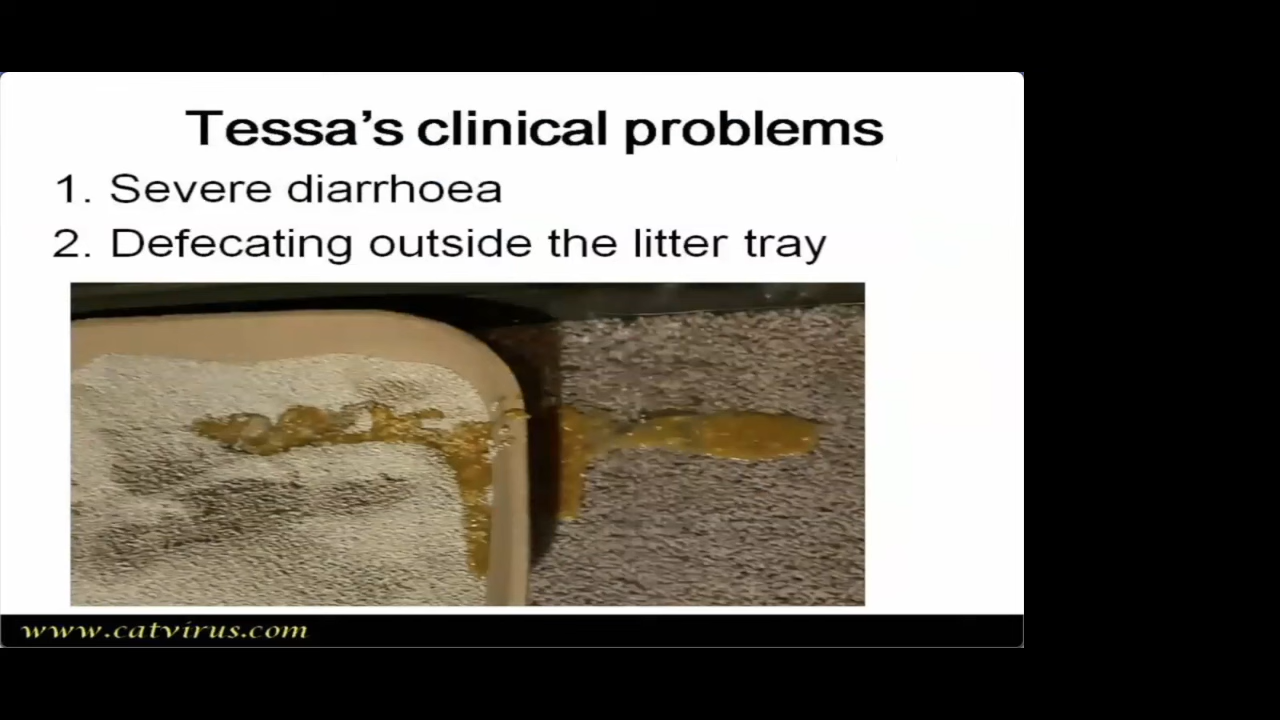 Tessa’s clinical problems
1. Severe diarrhoea
2. Defecating outside the litter tray
www.catvirus.com